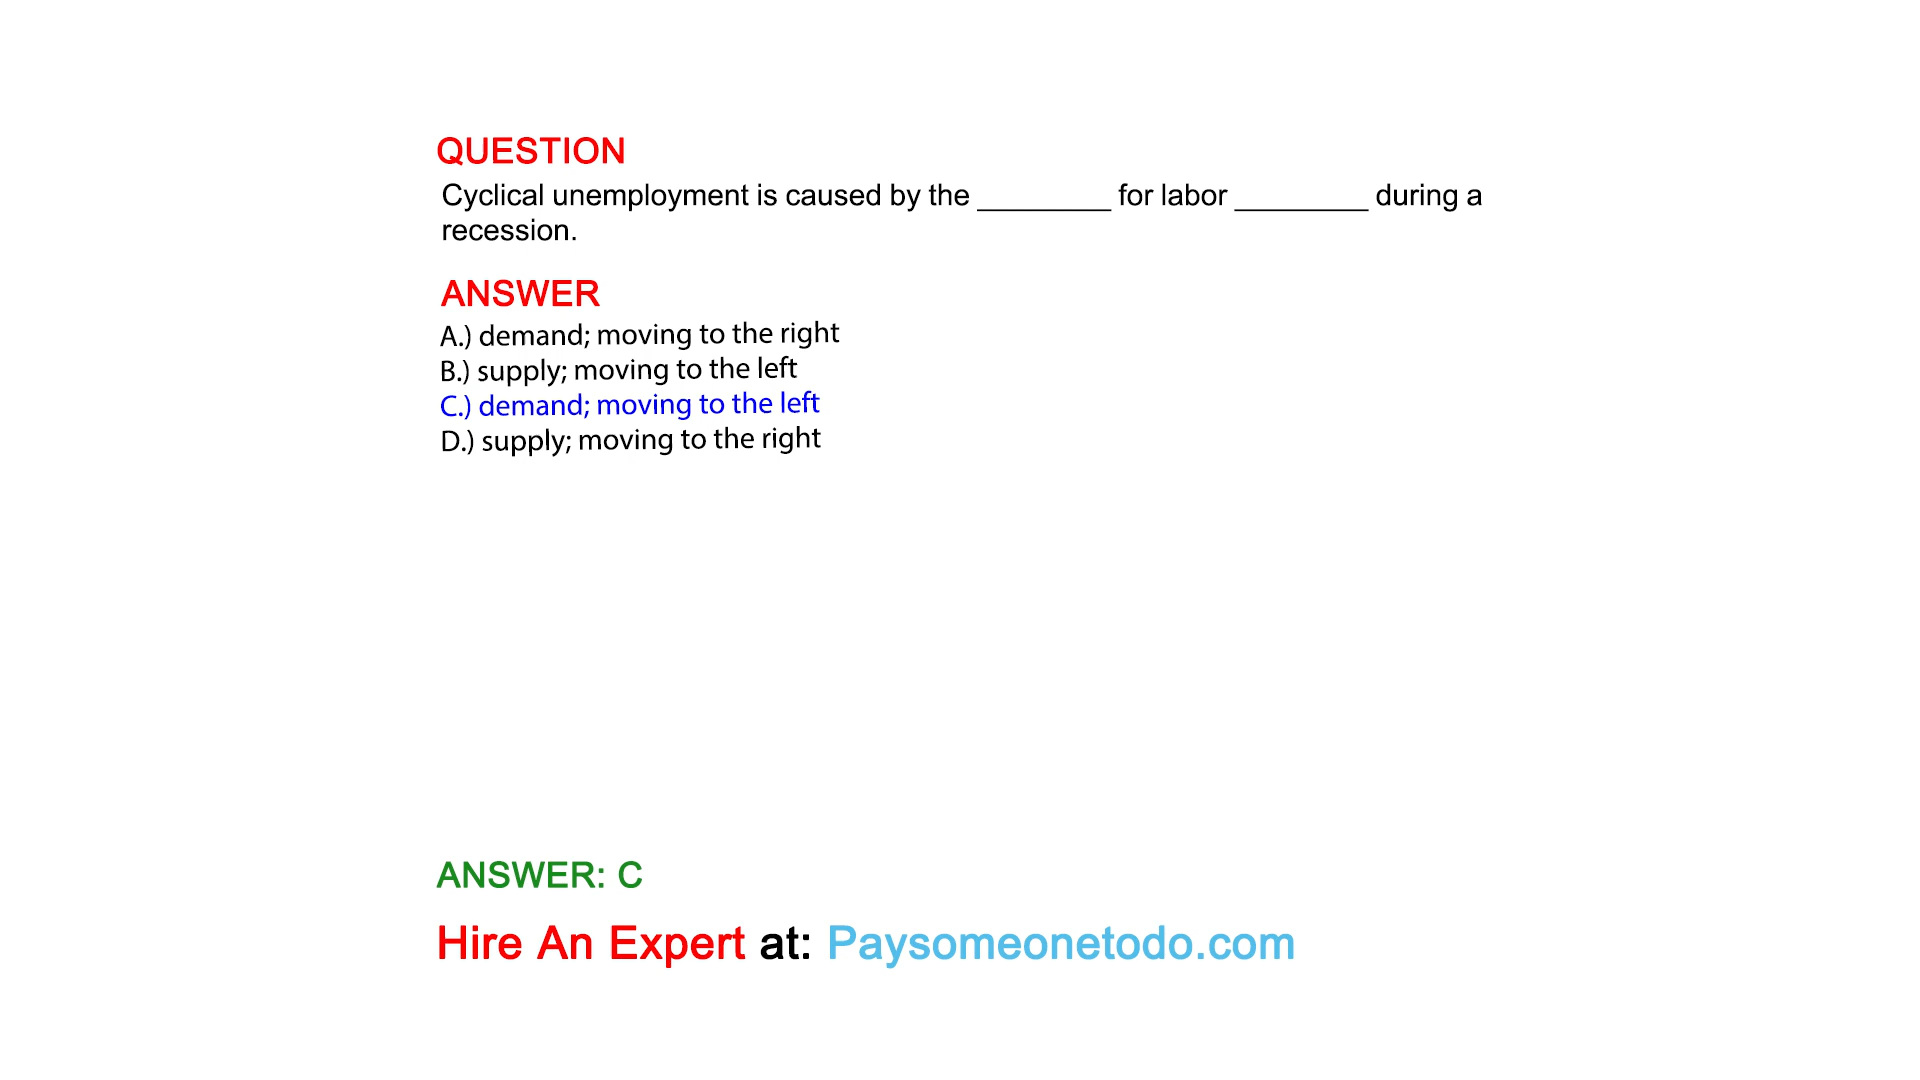 QUESTION
Cyclical unemployment is caused by the ________ for labor ________ during a
recession.
ANSWER
A.) demand; moving to the right
B.) supply; moving to the left
C.) demand; moving to the left
D.) supply; moving to the right
ANSWER: C
Hire An Expert at: Paysomeonetodo.com